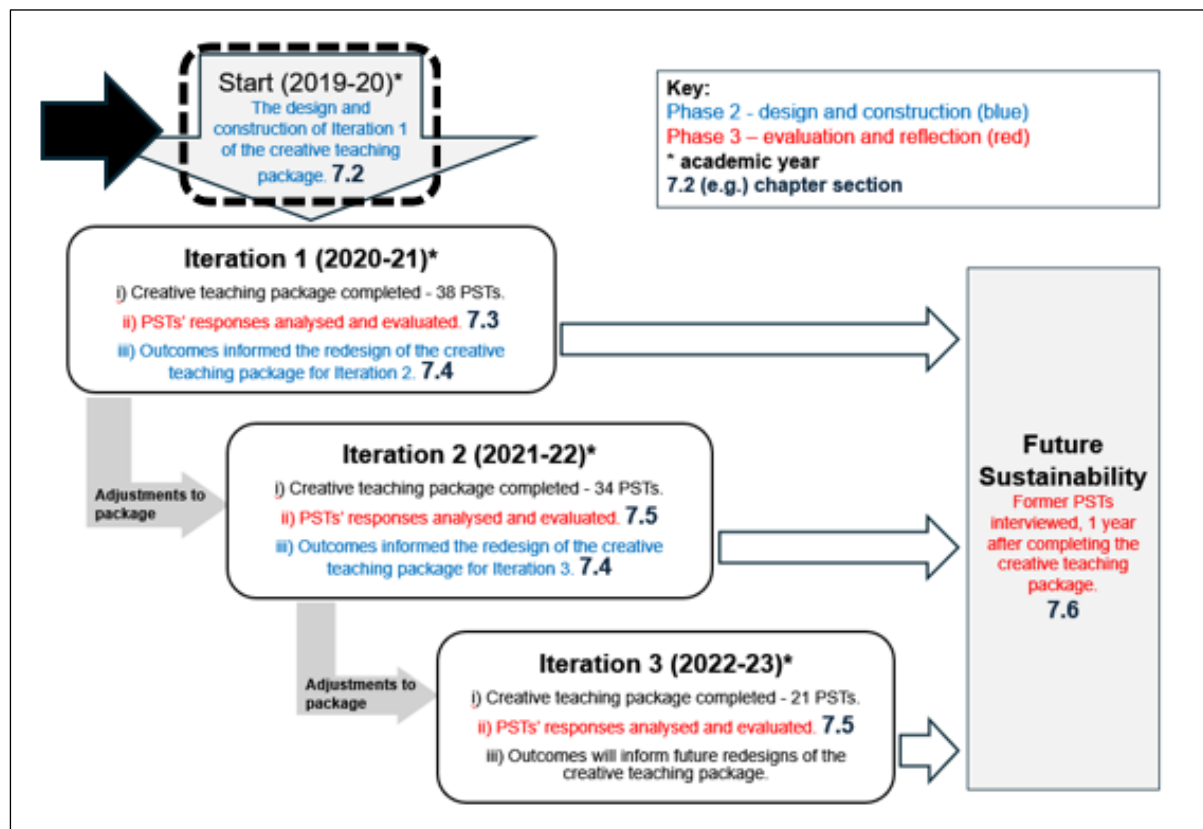 Start (2019-20)*
The design and
construction of Iteration 1
of the creative teaching
package. 7.2
Key:
Phase 2 - design and construction (blue)
Phase 3 – evaluation and reflection (red)
* academic year
7.2 (e.g.) chapter section
Iteration 1 (2020-21)*
i) Creative teaching package completed - 38 PSTs.
ii) PSTs' responses analysed and evaluated. 7.3
iii) Outcomes informed the redesign of the creative
teaching package for Iteration 2. 7.4
Adjustments to
package
Iteration 2 (2021-22)*
i) Creative teaching package completed - 34 PSTs.
ii) PSTs' responses analysed and evaluated. 7.5
iii) Outcomes informed the redesign of the creative
teaching package for Iteration 3. 7.4
Adjustments to
package
Iteration 3 (2022-23)*
i) Creative teaching package completed - 21 PSTs.
ii) PSTs' responses analysed and evaluated. 7.5
iii) Outcomes will inform future redesigns of the
creative teaching package.
Future
Sustainability
Former PSTs
interviewed, 1 year
after completing the
creative teaching
package.
7.6